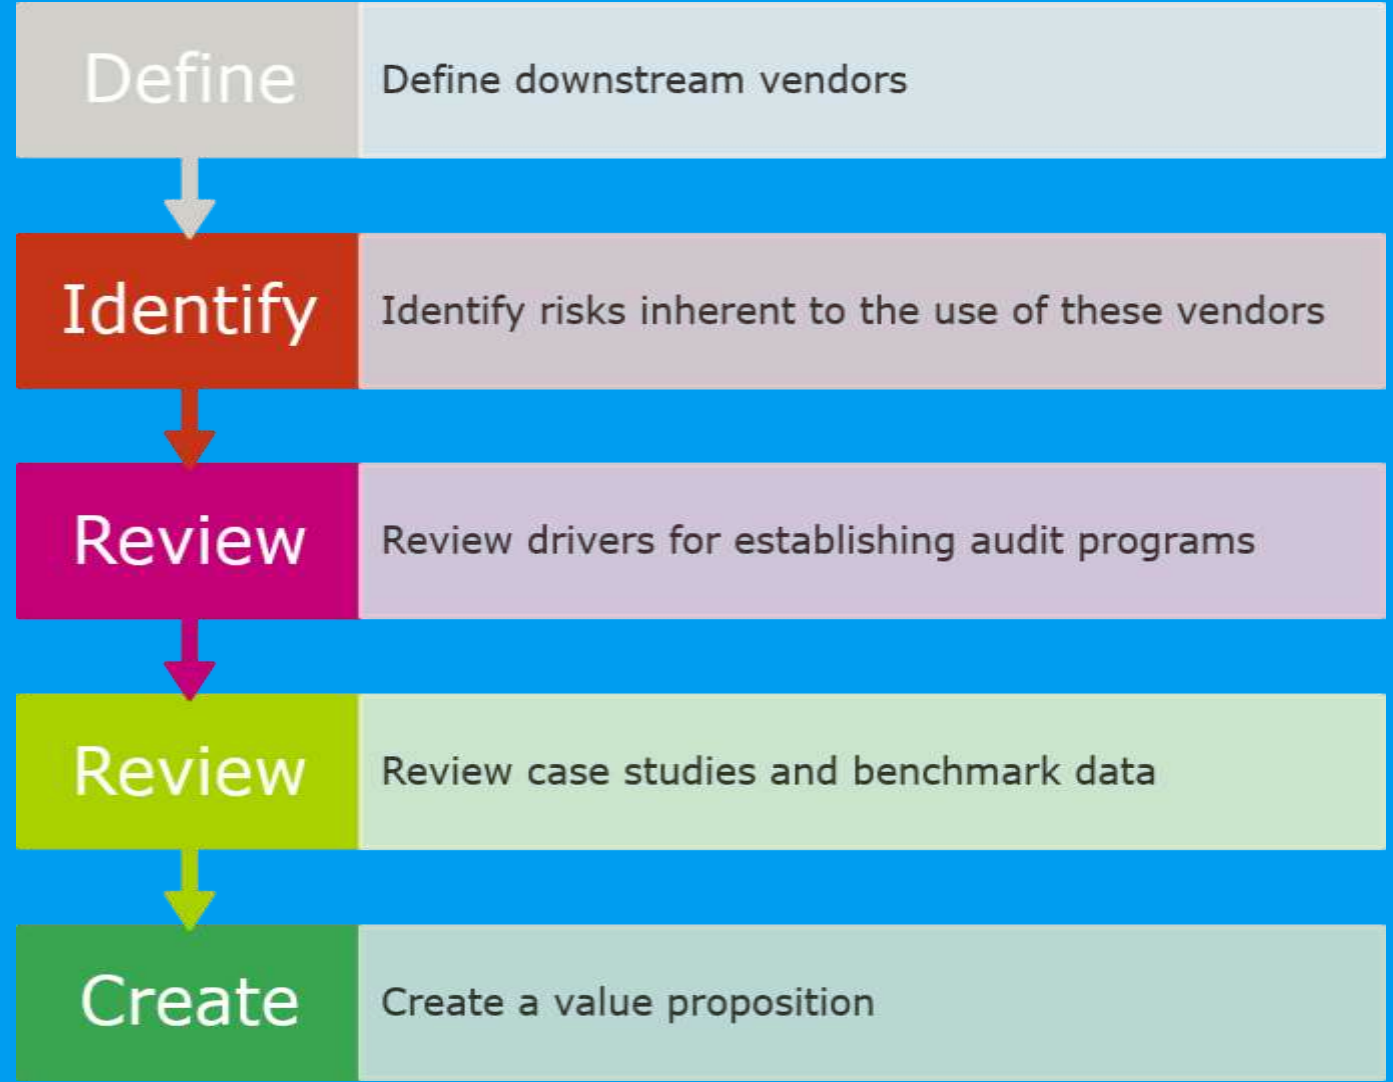 Define
Define downstream vendors
Identify
Identify risks inherent to the use of these vendors
Review
Review drivers for establishing audit programs
Review
Review case studies and benchmark data
Create
Create a value proposition